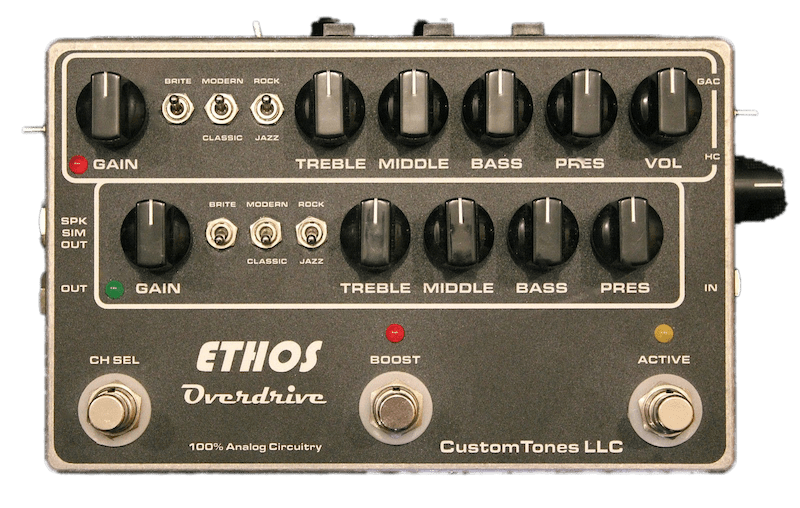 BRITE MODERN ROCK
GAC
CLASSIC JAZZ
HC
GAIN TREBLE MIDDLE BASS PRES VOL
BRITE MODERN ROCK
SPK
SIM
OUT
CLASSIC JAZZ
OUT GAIN TREBLE MIDDLE BASS PRES IN
CH SEL ETHOS BOOST ACTIVE
Overdrive
100% Analog Circuitry CustomTones LLC